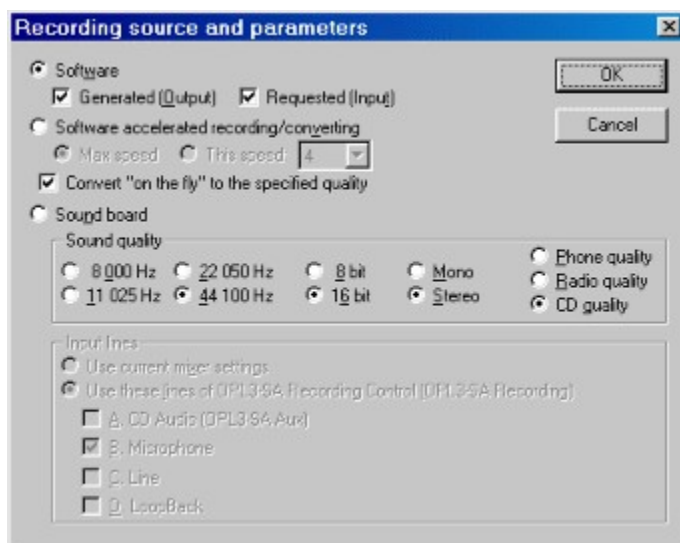 Recording source and parameters
Software
OK
Generated (Output) Requested (Input)
Software accelerated recording/converting
Cancel
Max speed This speed: 4
Convert "on the fly" to the specified quality
Sound board
Sound quality
8 000 Hz 22 050 Hz 8 bit Mono Phone quality
Radio quality
11 025 Hz 44 100 Hz 16 bit Stereo CD quality
Input lines
Use current mixer settings
Use these lines of OPL3-SA Recording Control (OPL3-SA Recording)
A. CD Audio (OPL3-SA Aux)
B. Microphone
C. Line
D. LoopBack